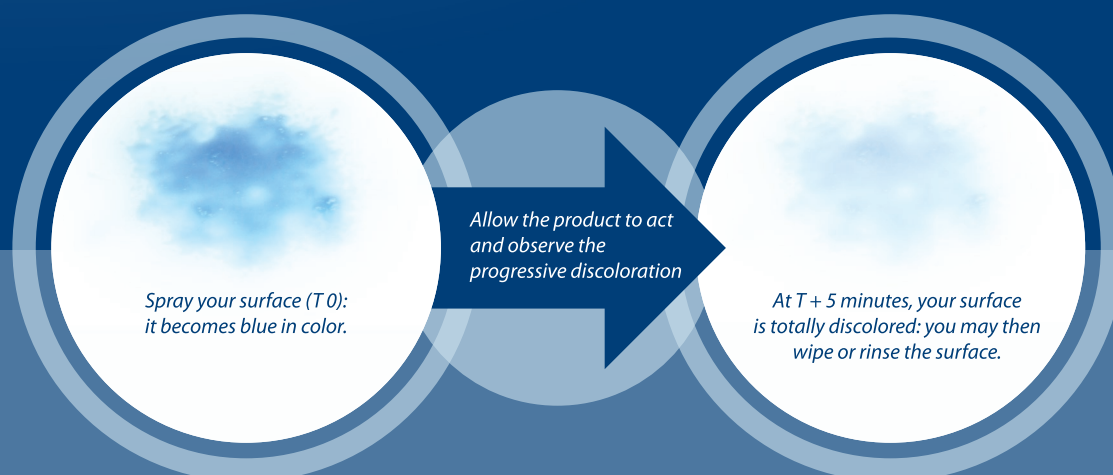 Spray your surface (T 0):
it becomes blue in color.
Allow the product to act
and observe the
progressive discoloration
At T + 5 minutes, your surface
is totally discolored: you may then
wipe or rinse the surface.